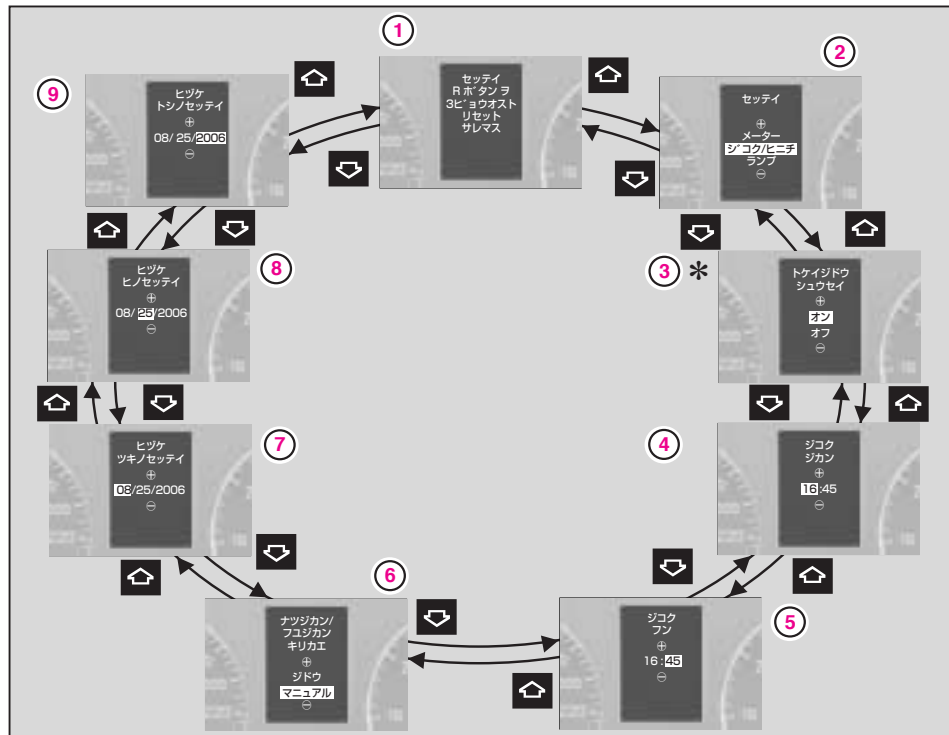 ①
セッテイ
R ボタン ヲ
3ビョウオスト
リセット
サレマス
②
セッテイ
⊕
メーター
ジコク/ヒニチ
ランプ
⊖
③ *
トケイジドウ
シュウセイ
⊕
オン
オフ
⊖
④
ジコク
ジカン
⊕
16:45
⊖
⑤
ジコク
フン
⊕
16:45
⊖
⑥
ナツジカン/
フユジカン
キリカエ
⊕
ジドウ
マニュアル
⊖
⑦
ヒヅケ
ツキノセッテイ
⊕
08/25/2006
⊖
⑧
ヒヅケ
ヒノセッテイ
⊕
08/ 25/2006
⊖
⑨
ヒヅケ
トシノセッテイ
⊕
08/ 25/2006
⊖